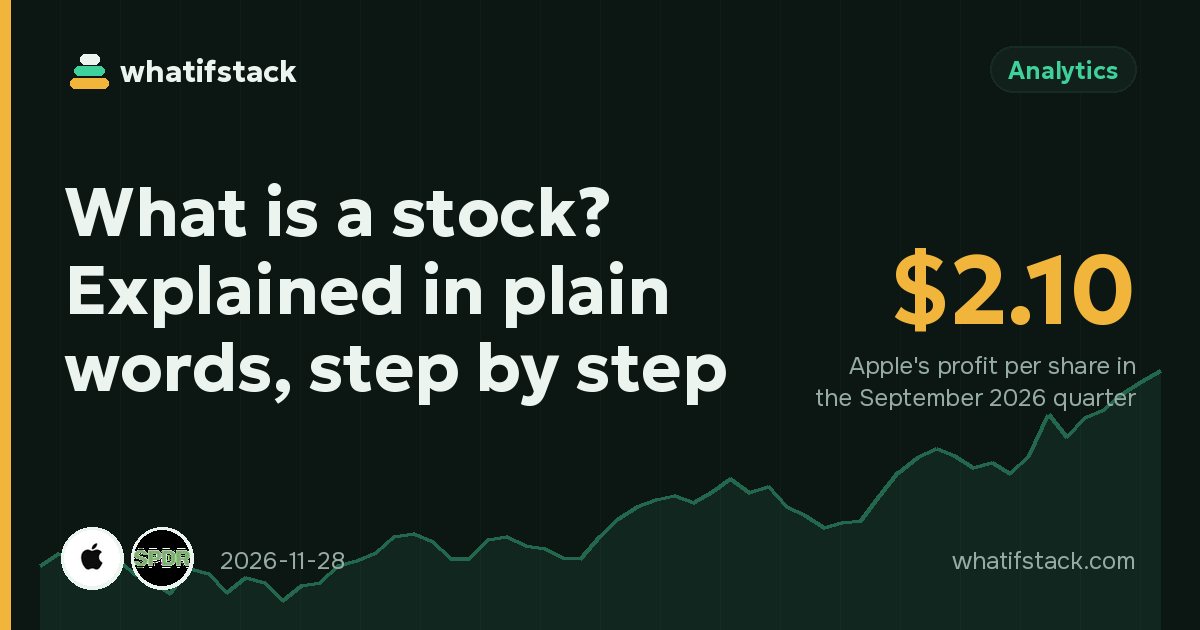 whatifstack
Analytics
What is a stock?
Explained in plain
words, step by step
$2.10
Apple's profit per share in
the September 2026 quarter
SPDR
2026-11-28
whatifstack.com